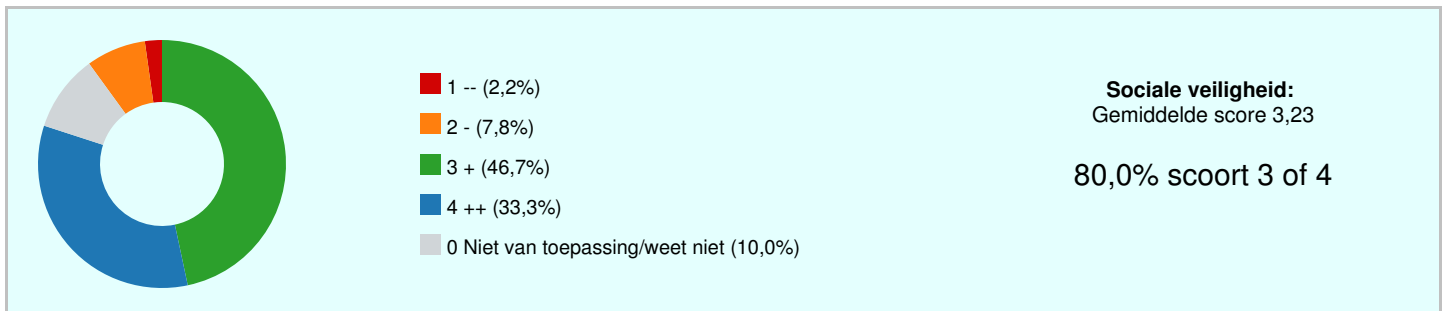 1 -- (2,2%)
2 - (7,8%)
3 + (46,7%)
4 ++ (33,3%)
0 Niet van toepassing/weet niet (10,0%)
Sociale veiligheid:
Gemiddelde score 3,23
80,0% scoort 3 of 4